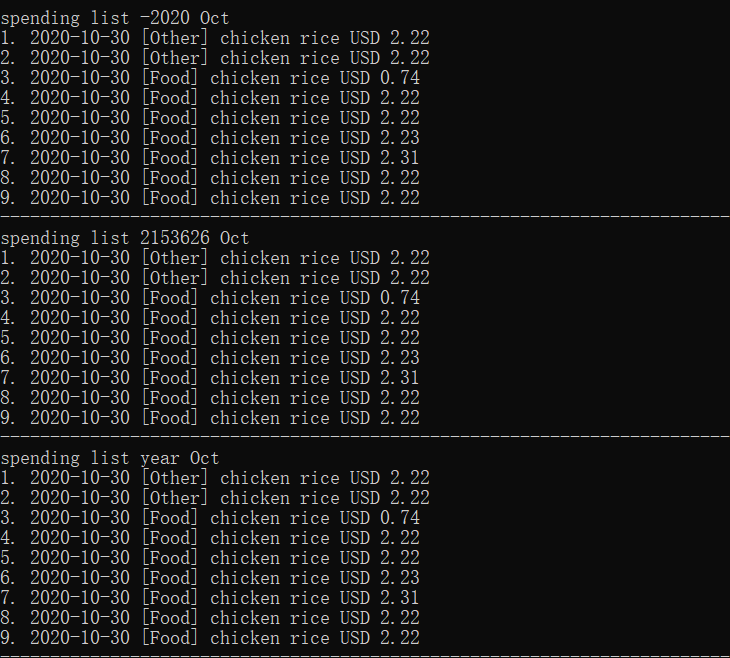 spending list -2020 Oct
1. 2020-10-30 [Other] chicken rice USD 2.22
2. 2020-10-30 [Other] chicken rice USD 2.22
3. 2020-10-30 [Food] chicken rice USD 0.74
4. 2020-10-30 [Food] chicken rice USD 2.22
5. 2020-10-30 [Food] chicken rice USD 2.22
6. 2020-10-30 [Food] chicken rice USD 2.23
7. 2020-10-30 [Food] chicken rice USD 2.31
8. 2020-10-30 [Food] chicken rice USD 2.22
9. 2020-10-30 [Food] chicken rice USD 2.22
-------------------------------------------------------------------------
spending list 2153626 Oct
1. 2020-10-30 [Other] chicken rice USD 2.22
2. 2020-10-30 [Other] chicken rice USD 2.22
3. 2020-10-30 [Food] chicken rice USD 0.74
4. 2020-10-30 [Food] chicken rice USD 2.22
5. 2020-10-30 [Food] chicken rice USD 2.22
6. 2020-10-30 [Food] chicken rice USD 2.23
7. 2020-10-30 [Food] chicken rice USD 2.31
8. 2020-10-30 [Food] chicken rice USD 2.22
9. 2020-10-30 [Food] chicken rice USD 2.22
-------------------------------------------------------------------------
spending list year Oct
1. 2020-10-30 [Other] chicken rice USD 2.22
2. 2020-10-30 [Other] chicken rice USD 2.22
3. 2020-10-30 [Food] chicken rice USD 0.74
4. 2020-10-30 [Food] chicken rice USD 2.22
5. 2020-10-30 [Food] chicken rice USD 2.22
6. 2020-10-30 [Food] chicken rice USD 2.23
7. 2020-10-30 [Food] chicken rice USD 2.31
8. 2020-10-30 [Food] chicken rice USD 2.22
9. 2020-10-30 [Food] chicken rice USD 2.22
-------------------------------------------------------------------------